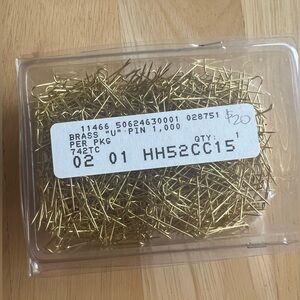 11466 50624630001 028751
$20
BRASS "U" PIN 1,000
PER PKG
742TC QTY: 1
02 01 HH52CC15